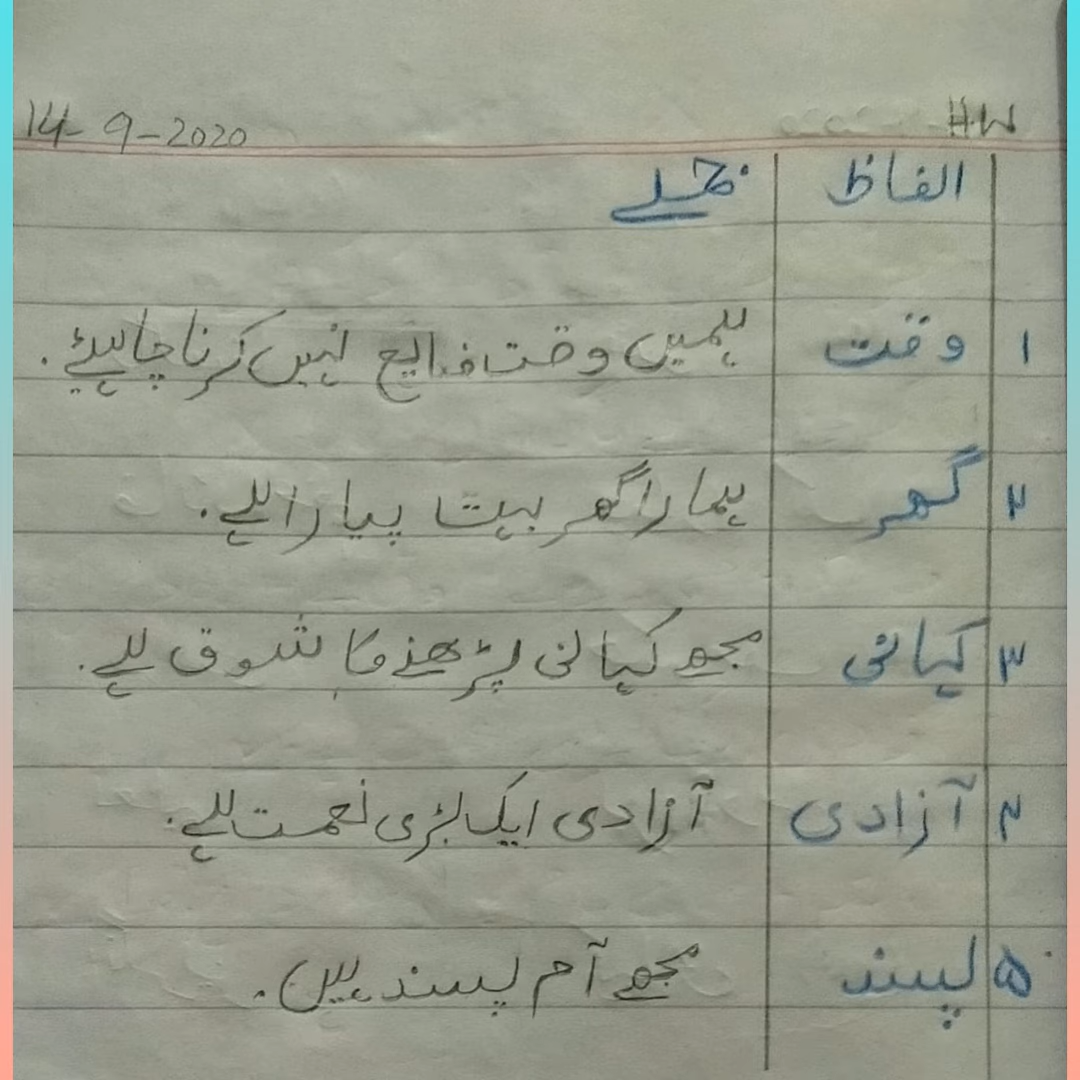 14-9-2020 H.W
الفاظ جملے
۱ وقت ہمیں وقت ضایع نہیں کرنا چاہیئے.
۲ گھر ہمارا گھر بہت پیارا ہے.
۳ کہانی مجھے کہانی پڑھنے کا شوق ہے.
۴ آزادی آزادی ایک بڑی نعمت ہے.
۵ پسند مجھے آم پسند ہیں.